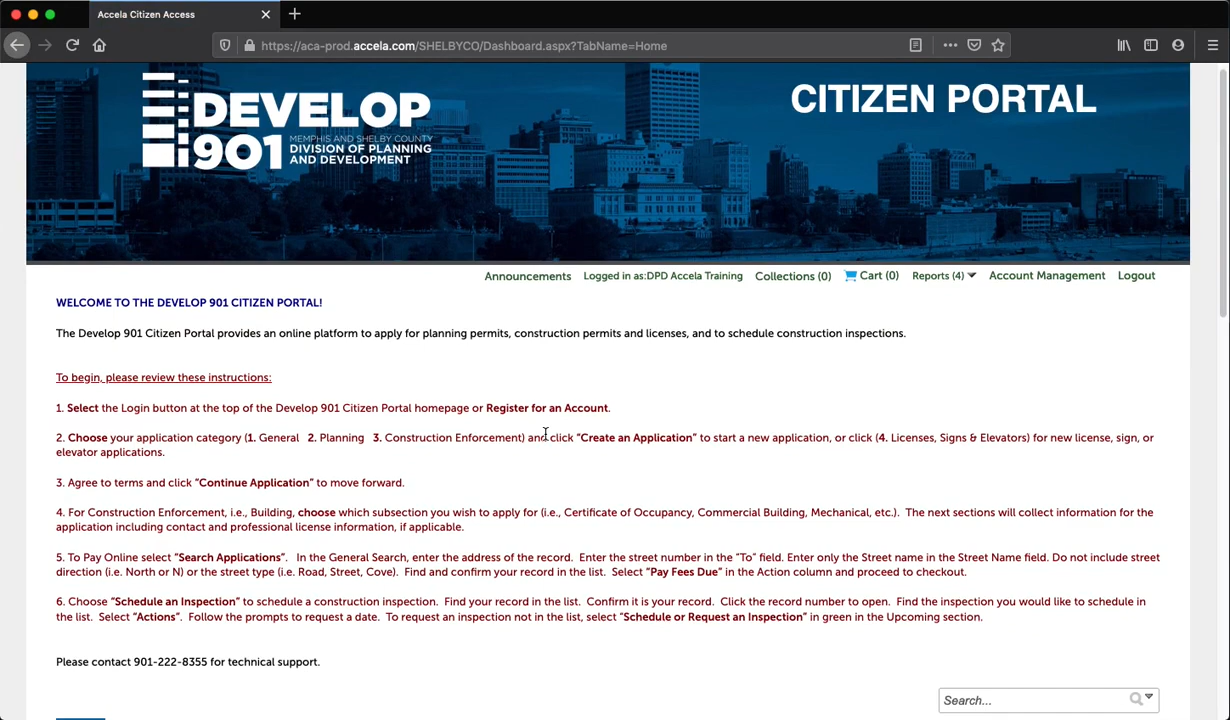 Accela Citizen Access
https://aca-prod.accela.com/SHELBYCO/Dashboard.aspx?TabName=Home
DEVELOP
901
MEMPHIS AND SHELBY COUNTY
DIVISION OF PLANNING
AND DEVELOPMENT
CITIZEN PORTAL
Announcements Logged in as:DPD Accela Training Collections (0) Cart (0) Reports (4) Account Management Logout
WELCOME TO THE DEVELOP 901 CITIZEN PORTAL!
The Develop 901 Citizen Portal provides an online platform to apply for planning permits, construction permits and licenses, and to schedule construction inspections.
To begin, please review these instructions:
1. Select the Login button at the top of the Develop 901 Citizen Portal homepage or Register for an Account.
2. Choose your application category (1. General 2. Planning 3. Construction Enforcement) and click "Create an Application" to start a new application, or click (4. Licenses, Signs & Elevators) for new license, sign, or
elevator applications.
3. Agree to terms and click "Continue Application" to move forward.
4. For Construction Enforcement, i.e., Building, choose which subsection you wish to apply for (i.e., Certificate of Occupancy, Commercial Building, Mechanical, etc.). The next sections will collect information for the
application including contact and professional license information, if applicable.
5. To Pay Online select "Search Applications". In the General Search, enter the address of the record. Enter the street number in the "To" field. Enter only the Street name in the Street Name field. Do not include street
direction (i.e. North or N) or the street type (i.e. Road, Street, Cove). Find and confirm your record in the list. Select "Pay Fees Due" in the Action column and proceed to checkout.
6. Choose "Schedule an Inspection" to schedule a construction inspection. Find your record in the list. Confirm it is your record. Click the record number to open. Find the inspection you would like to schedule in
the list. Select "Actions". Follow the prompts to request a date. To request an inspection not in the list, select "Schedule or Request an Inspection" in green in the Upcoming section.
Please contact 901-222-8355 for technical support.
Search...